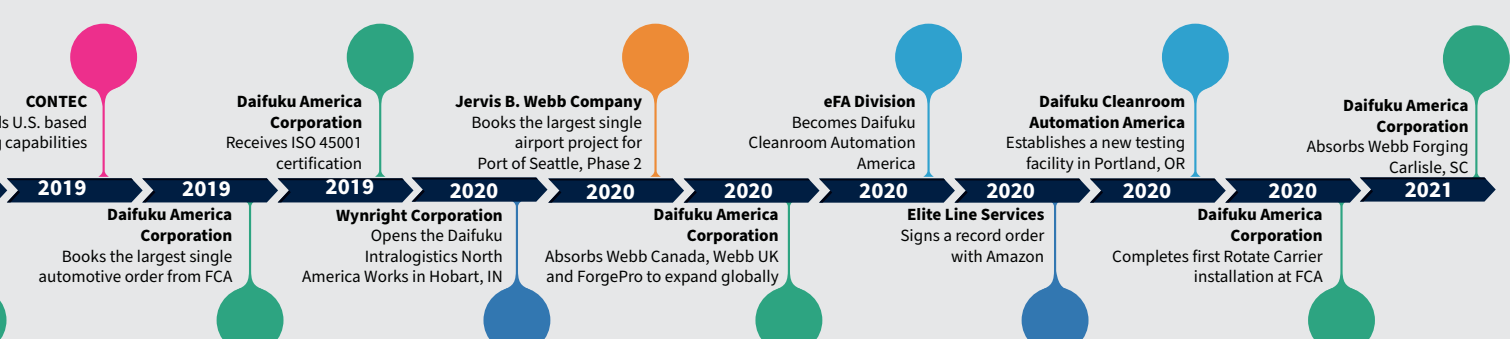 CONTEC
U.S. based
capabilities
Daifuku America
Corporation
Receives ISO 45001
certification
Jervis B. Webb Company
Books the largest single
airport project for
Port of Seattle, Phase 2
eFA Division
Becomes Daifuku
Cleanroom Automation
America
Daifuku Cleanroom
Automation America
Establishes a new testing
facility in Portland, OR
Daifuku America
Corporation
Absorbs Webb Forging
Carlisle, SC
2019
2019
2019
2020
2020
2020
2020
2020
2020
2020
2021
Daifuku America
Corporation
Books the largest single
automotive order from FCA
Wynright Corporation
Opens the Daifuku
Intralogistics North
America Works in Hobart, IN
Daifuku America
Corporation
Absorbs Webb Canada, Webb UK
and ForgePro to expand globally
Elite Line Services
Signs a record order
with Amazon
Daifuku America
Corporation
Completes first Rotate Carrier
installation at FCA